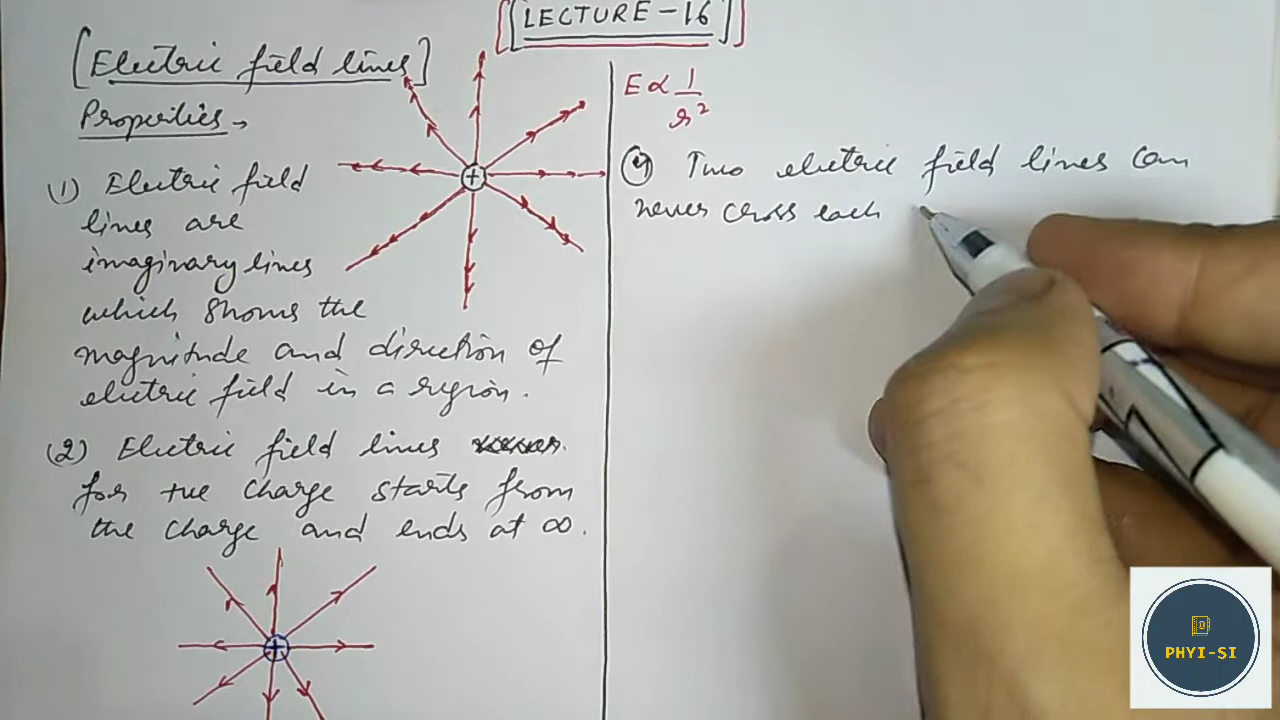 [[LECTURE-16]]
[Electric field lines]
Properties →
(1) Electric field
lines are
imaginary lines
which shows the
magnitude and direction of
electric field in a region.
(2) Electric field lines
for +ve charge starts from
the charge and ends at ∞.
+
+
E ∝ 1/r²
(4) Two electric field lines can
never cross each
PHYI-SI